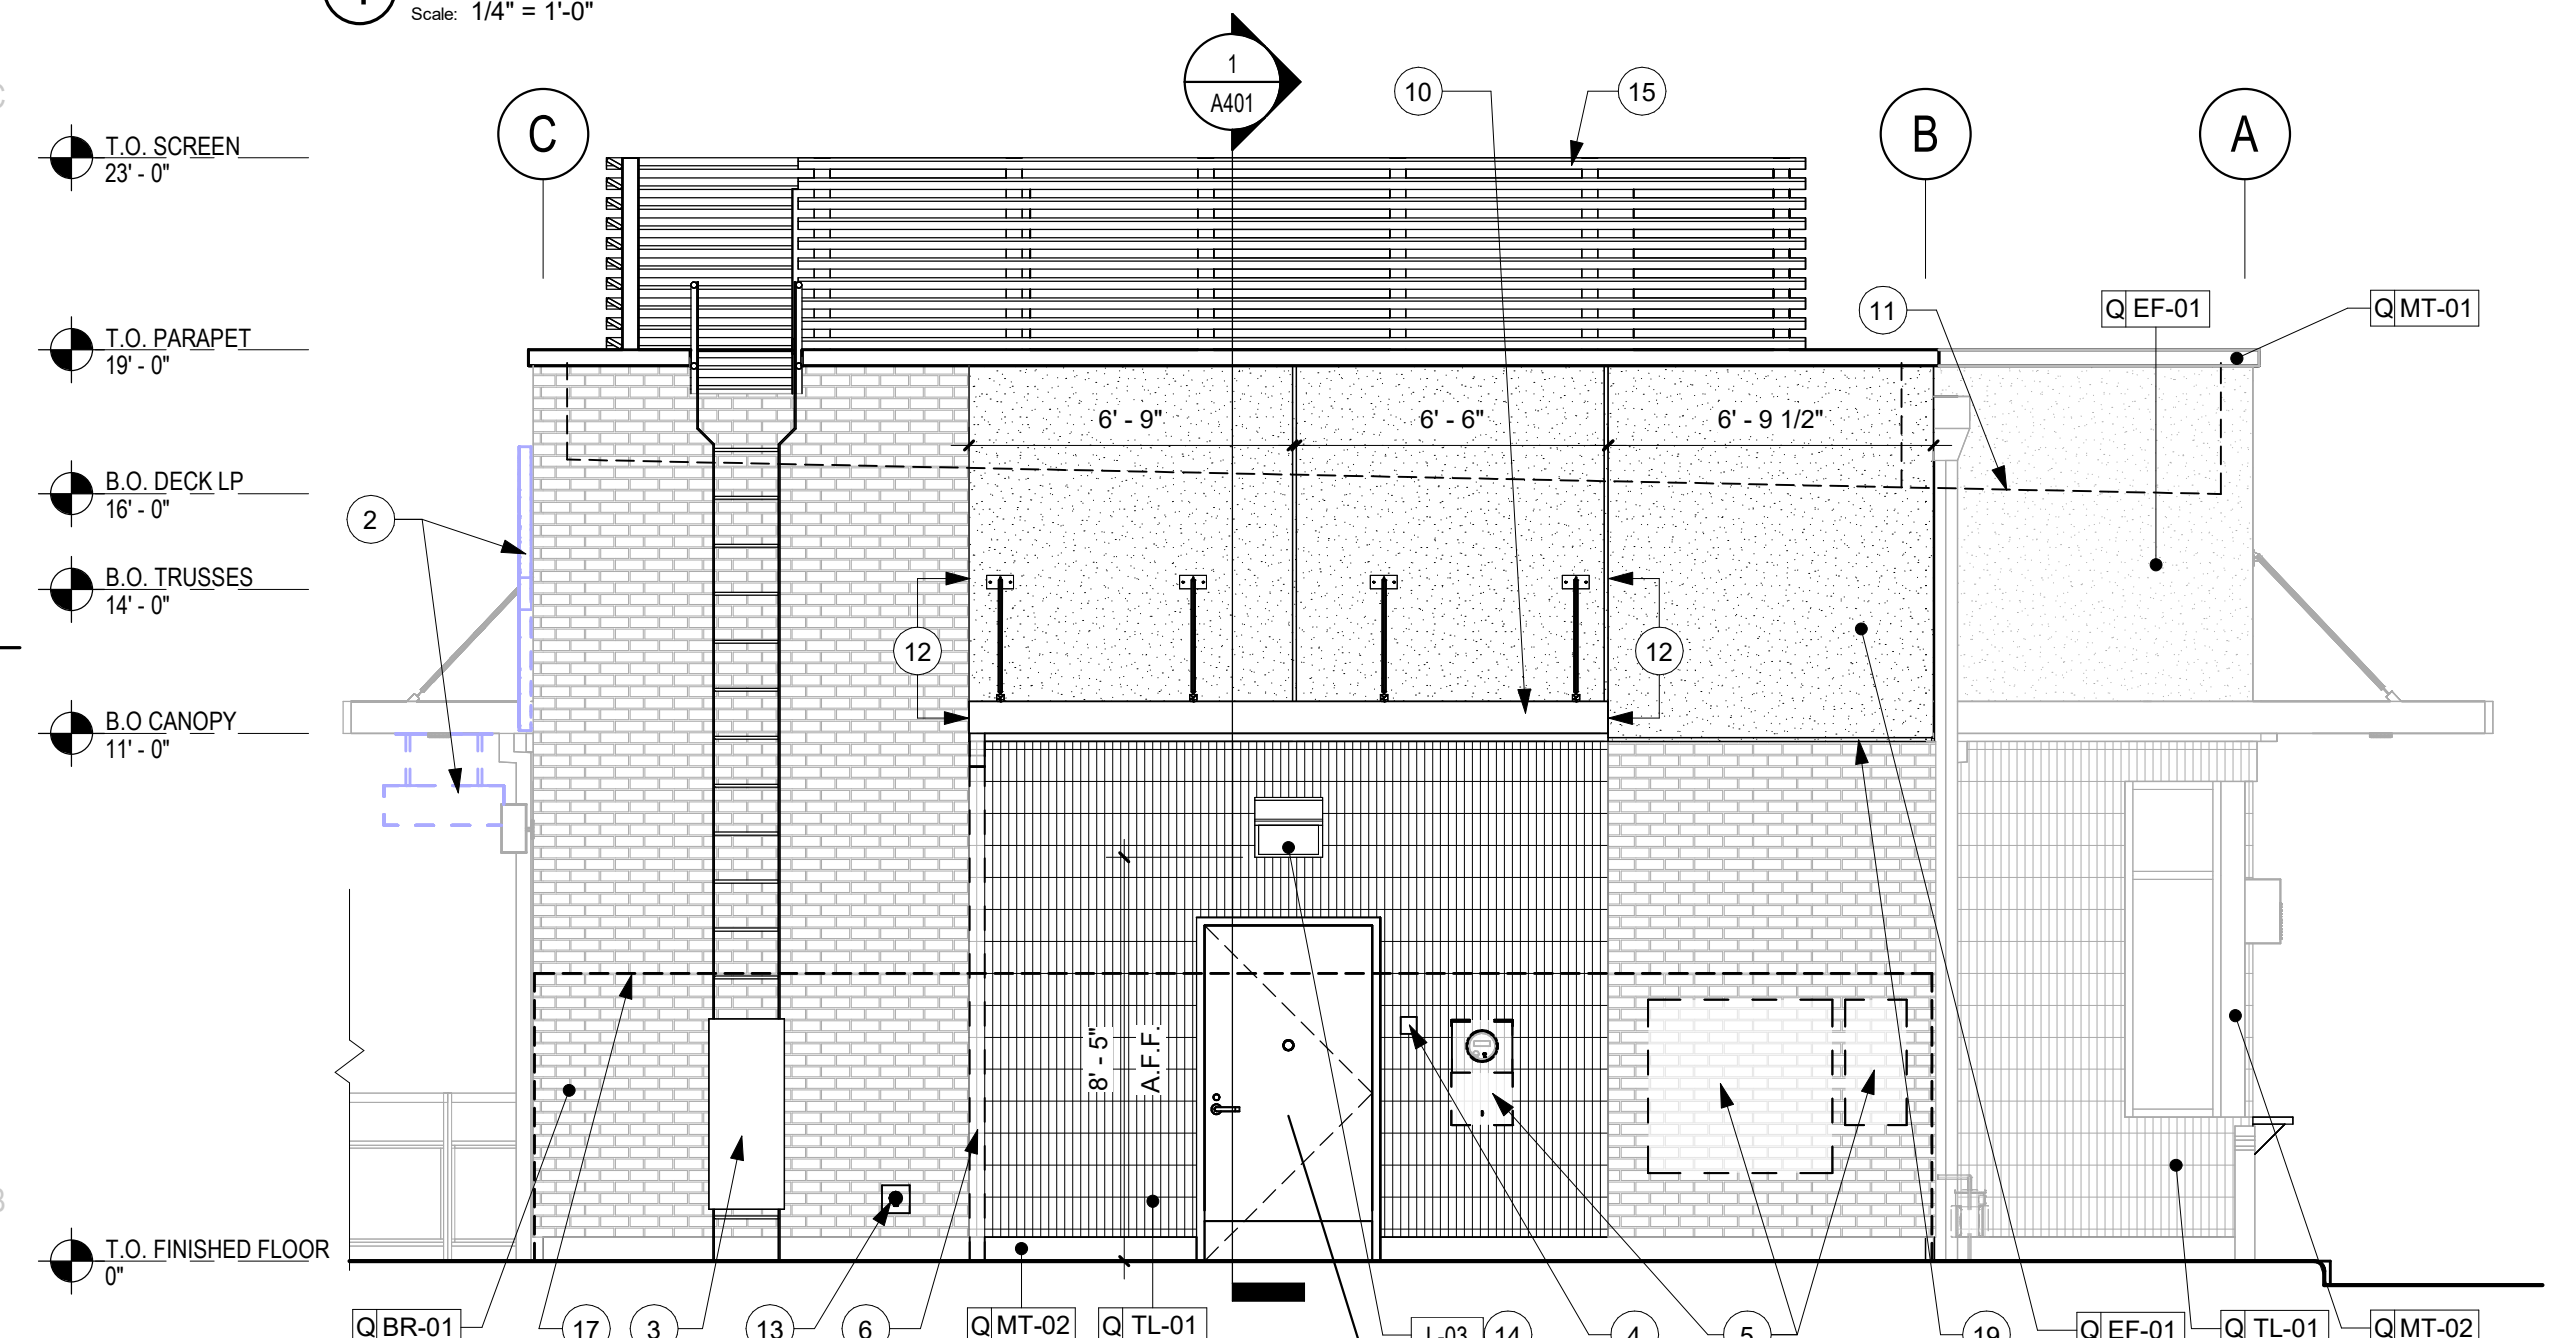 Scale: 1/4" = 1'-0"
1
A401
10
15
C
B
A
T.O. SCREEN
23' - 0"
11
Q EF-01
Q MT-01
T.O. PARAPET
19' - 0"
6' - 9"
6' - 6"
6' - 9 1/2"
B.O. DECK LP
16' - 0"
2
B.O. TRUSSES
14' - 0"
12
12
B.O CANOPY
11' - 0"
8' - 5"
A.F.F.
T.O. FINISHED FLOOR
0"
Q BR-01
17
3
13
6
Q MT-02
Q TL-01
L-03
14
4
5
19
Q EF-01
Q TL-01
Q MT-02